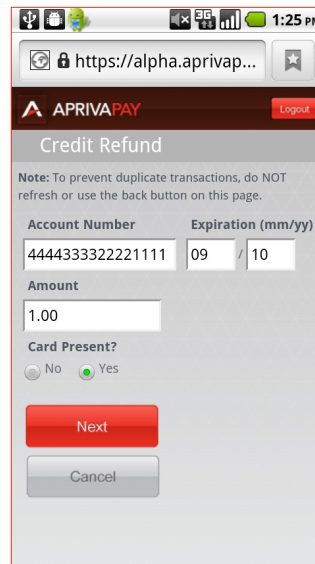 3G
1:25 PM
https://alpha.aprivap...
APRIVAPAY
Logout
Credit Refund
Note: To prevent duplicate transactions, do NOT
refresh or use the back button on this page.
Account Number Expiration (mm/yy)
4444333322221111 09 / 10
Amount
1.00
Card Present?
No Yes
Next
Cancel